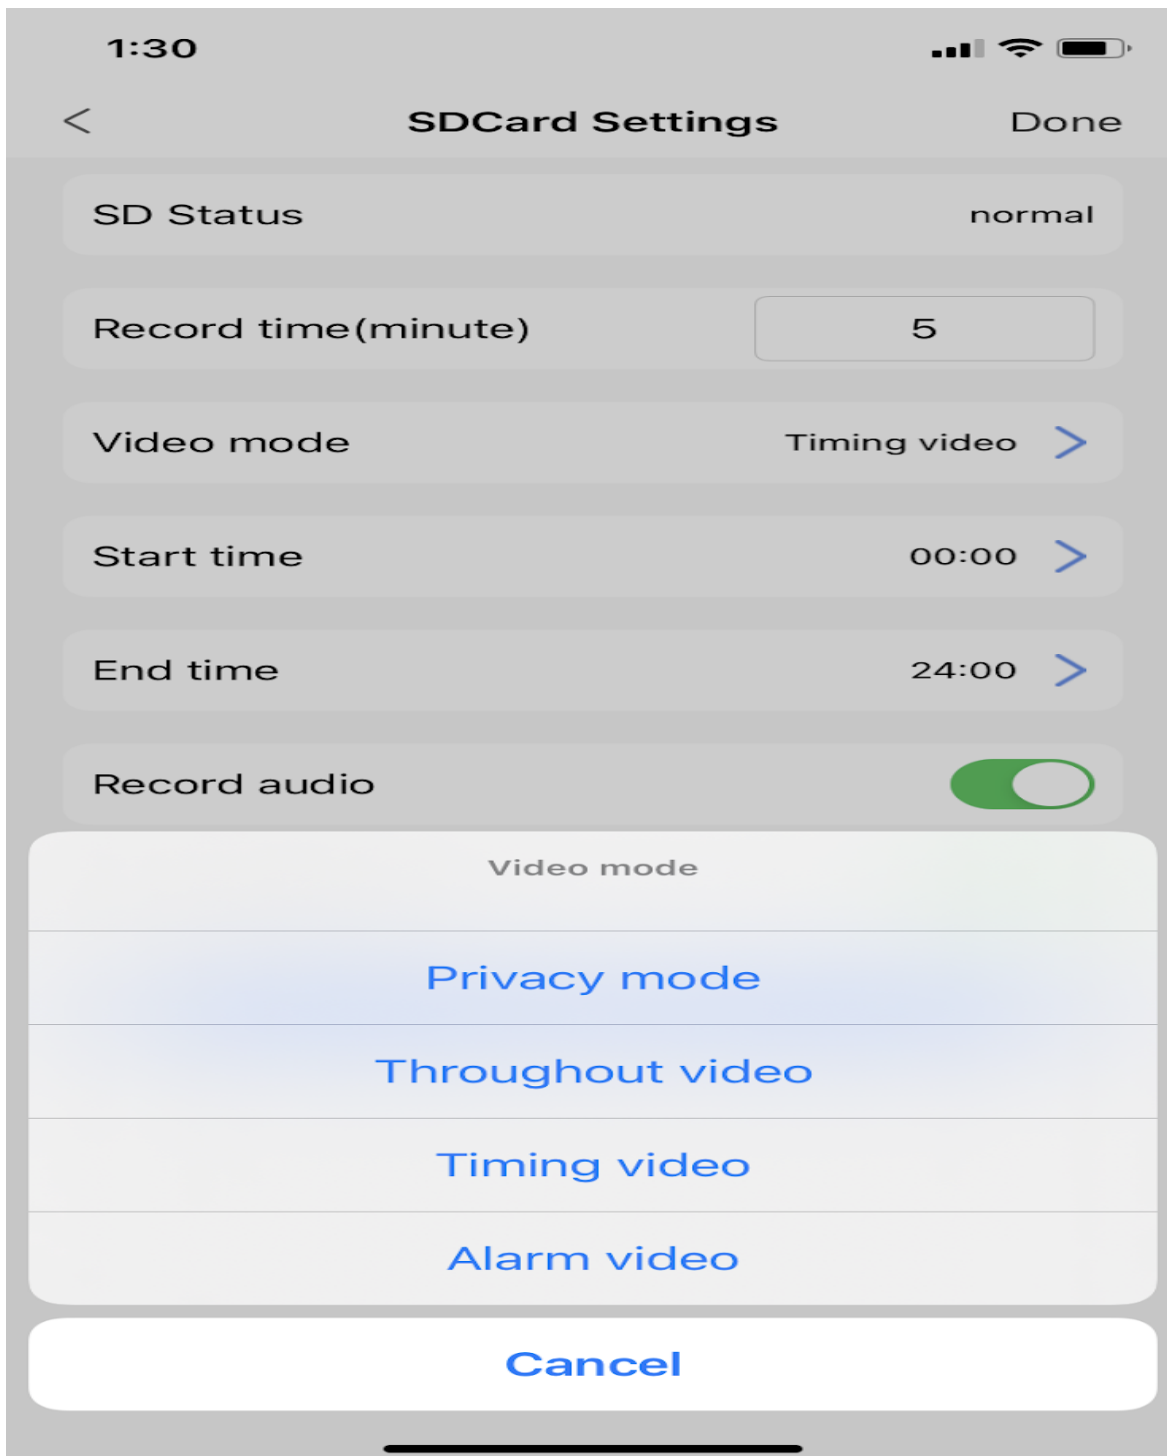 1:30
SDCard Settings Done
SD Status normal
Record time(minute) 5
Video mode Timing video
Start time 00:00
End time 24:00
Record audio
Video mode
Privacy mode
Throughout video
Timing video
Alarm video
Cancel